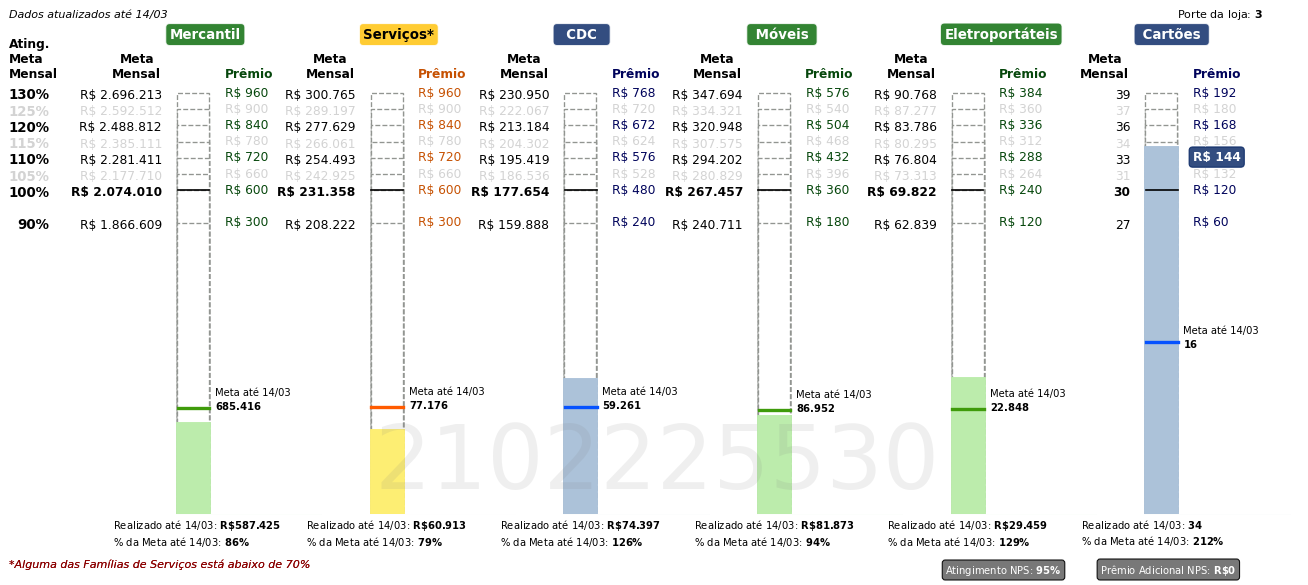 Dados atualizados até 14/03
Porte da loja: 3
Mercantil Serviços* CDC Móveis Eletroportáteis Cartões
Ating. Meta Mensal
Meta Mensal Prêmio Meta Mensal Prêmio Meta Mensal Prêmio Meta Mensal Prêmio Meta Mensal Prêmio Meta Mensal Prêmio
130% R$ 2.696.213 R$ 960 R$ 300.765 R$ 960 R$ 230.950 R$ 768 R$ 347.694 R$ 576 R$ 90.768 R$ 384 39 R$ 192
125% R$ 2.592.512 R$ 900 R$ 289.197 R$ 900 R$ 222.067 R$ 720 R$ 334.321 R$ 540 R$ 87.277 R$ 360 37 R$ 180
120% R$ 2.488.812 R$ 840 R$ 277.629 R$ 840 R$ 213.184 R$ 672 R$ 320.948 R$ 504 R$ 83.786 R$ 336 36 R$ 168
115% R$ 2.385.111 R$ 780 R$ 266.061 R$ 780 R$ 204.302 R$ 624 R$ 307.575 R$ 468 R$ 80.295 R$ 312 34 R$ 156
R$ 144
110% R$ 2.281.411 R$ 720 R$ 254.493 R$ 720 R$ 195.419 R$ 576 R$ 294.202 R$ 432 R$ 76.804 R$ 288 33
105% R$ 2.177.710 R$ 660 R$ 242.925 R$ 660 R$ 186.536 R$ 528 R$ 280.829 R$ 396 R$ 73.313 R$ 264 31 R$ 132
100% R$ 2.074.010 R$ 600 R$ 231.358 R$ 600 R$ 177.654 R$ 480 R$ 267.457 R$ 360 R$ 69.822 R$ 240 30 R$ 120
90% R$ 1.866.609 R$ 300 R$ 208.222 R$ 300 R$ 159.888 R$ 240 R$ 240.711 R$ 180 R$ 62.839 R$ 120 27 R$ 60
Meta até 14/03
16
Meta até 14/03 Meta até 14/03 Meta até 14/03 Meta até 14/03 Meta até 14/03
685.416 77.176 59.261 86.952 22.848
2102225530
Realizado até 14/03: R$587.425 Realizado até 14/03: R$60.913 Realizado até 14/03: R$74.397 Realizado até 14/03: R$81.873 Realizado até 14/03: R$29.459 Realizado até 14/03: 34
% da Meta até 14/03: 86% % da Meta até 14/03: 79% % da Meta até 14/03: 126% % da Meta até 14/03: 94% % da Meta até 14/03: 129% % da Meta até 14/03: 212%
*Alguma das Famílias de Serviços está abaixo de 70%
Atingimento NPS: 95% Prêmio Adicional NPS: R$0